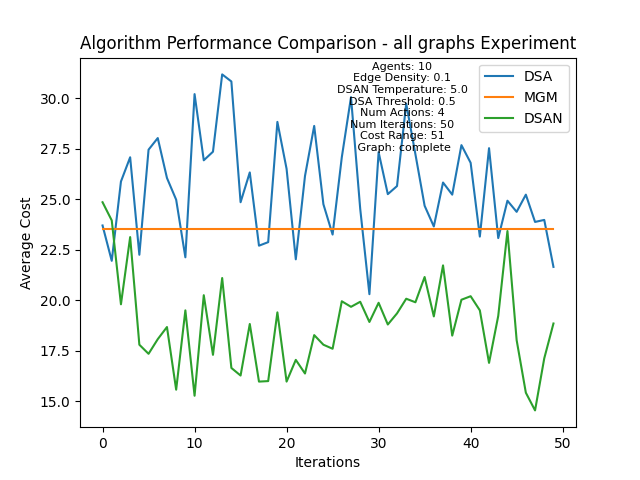 Algorithm Performance Comparison - all graphs Experiment
Agents: 10
Edge Density: 0.1
DSAN Temperature: 5.0
DSA Threshold: 0.5
Num Actions: 4
Num Iterations: 50
Cost Range: 51
Graph: complete
DSA
MGM
DSAN
Average Cost
30.0
27.5
25.0
22.5
20.0
17.5
15.0
0
10
20
30
40
50
Iterations